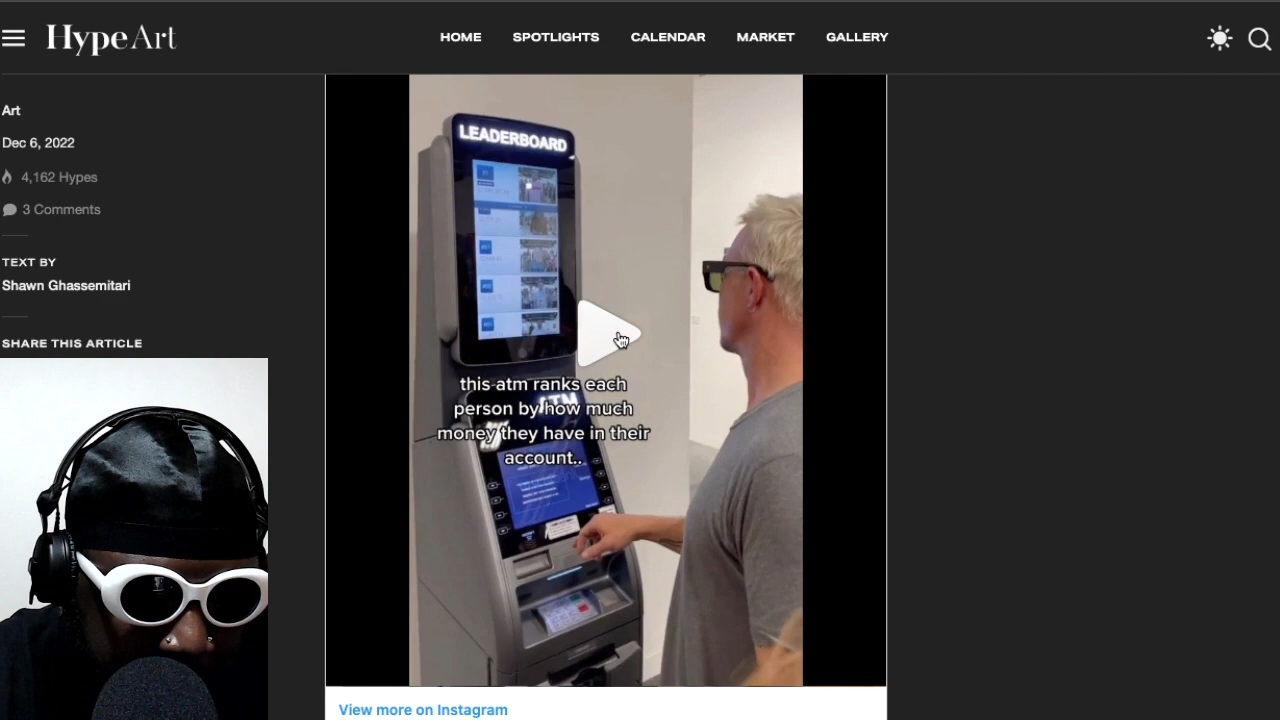 HypeArt
HOME
SPOTLIGHTS
CALENDAR
MARKET
GALLERY
Art
Dec 6, 2022
4,162 Hypes
3 Comments
TEXT BY
Shawn Ghassemitari
SHARE THIS ARTICLE
LEADERBOARD
ATM
this atm ranks each
person by how much
money they have in their
account..
View more on Instagram